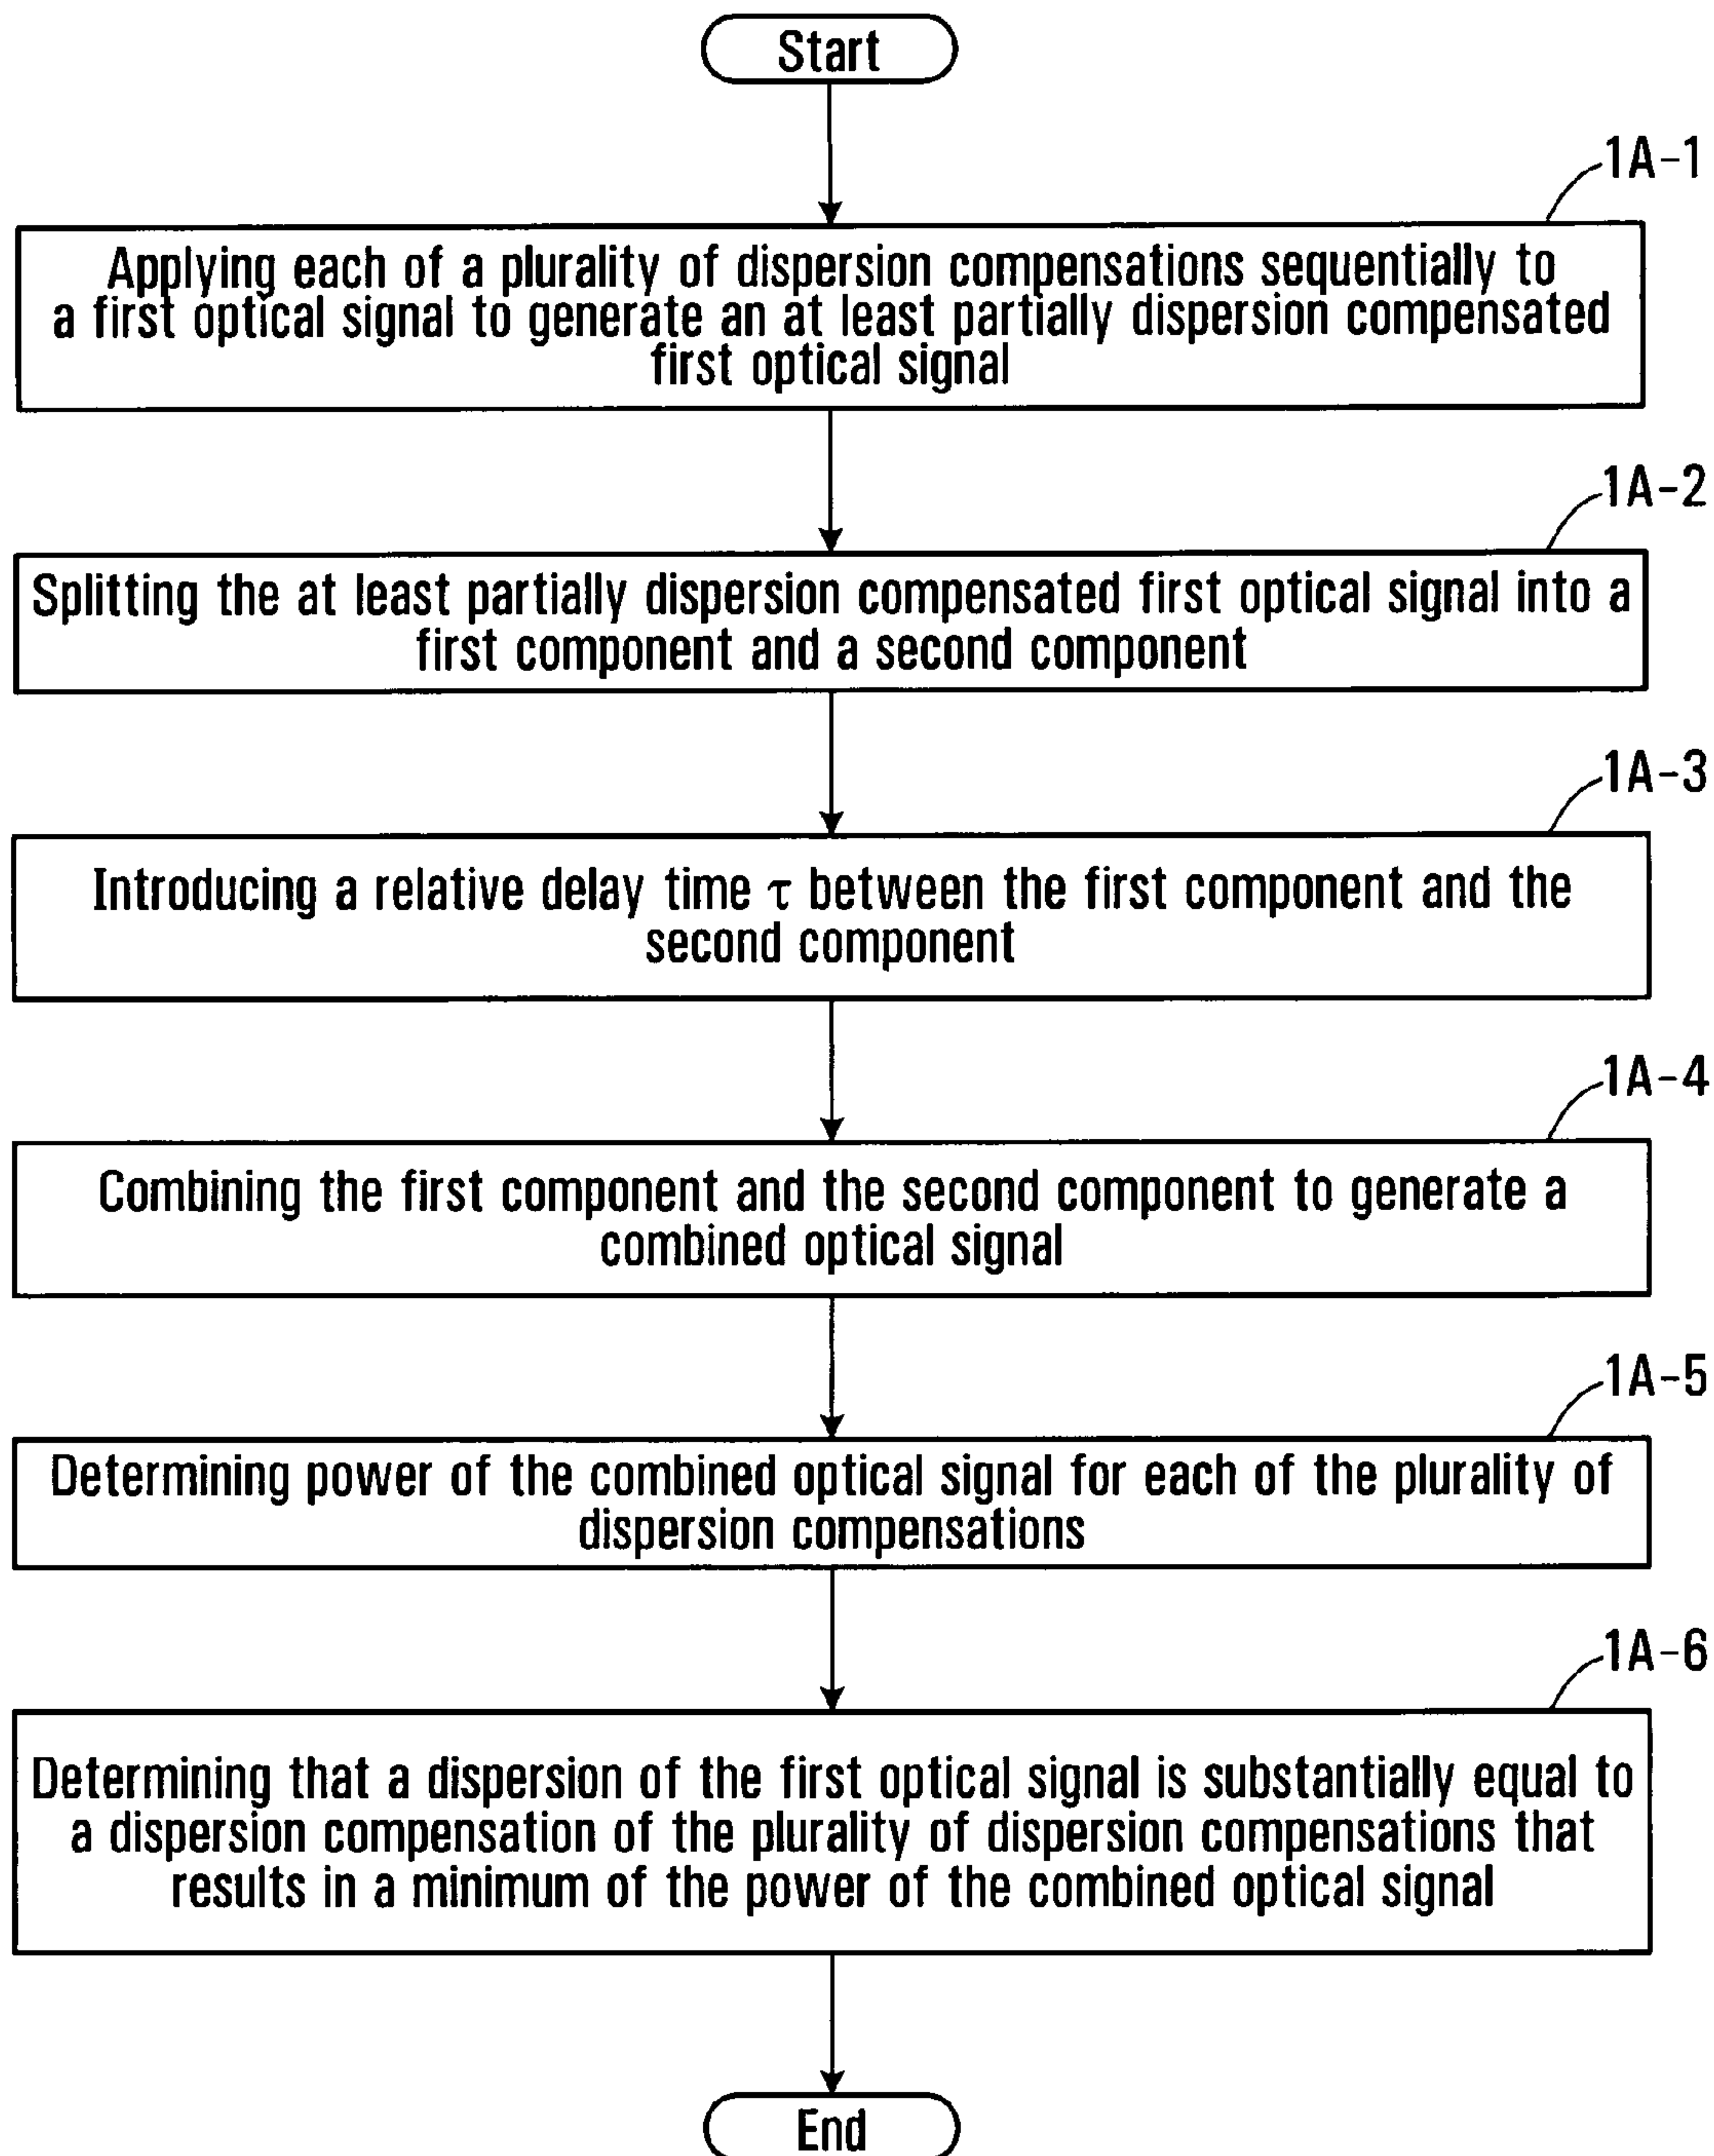 Start
1A-1
Applying each of a plurality of dispersion compensations sequentially to
a first optical signal to generate an at least partially dispersion compensated
first optical signal
1A-2
Splitting the at least partially dispersion compensated first optical signal into a
first component and a second component
1A-3
Introducing a relative delay time τ between the first component and the
second component
1A-4
Combining the first component and the second component to generate a
combined optical signal
1A-5
Determining power of the combined optical signal for each of the plurality of
dispersion compensations
1A-6
Determining that a dispersion of the first optical signal is substantially equal to
a dispersion compensation of the plurality of dispersion compensations that
results in a minimum of the power of the combined optical signal
End